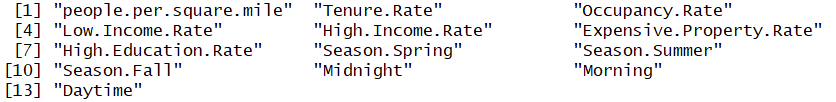 [1] "people.per.square.mile" "Tenure.Rate" "Occupancy.Rate"
[4] "Low.Income.Rate" "High.Income.Rate" "Expensive.Property.Rate"
[7] "High.Education.Rate" "Season.Spring" "Season.Summer"
[10] "Season.Fall" "Midnight" "Morning"
[13] "Daytime"